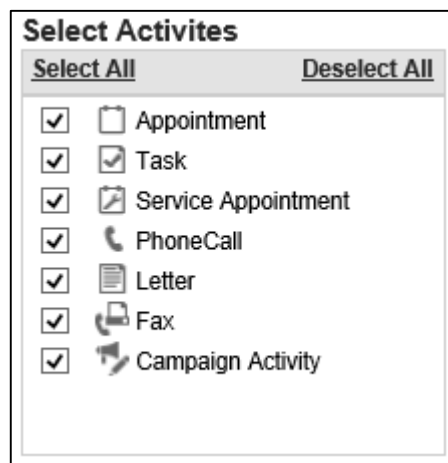 Select Activites
Select All Deselect All
Appointment
Task
Service Appointment
PhoneCall
Letter
Fax
Campaign Activity